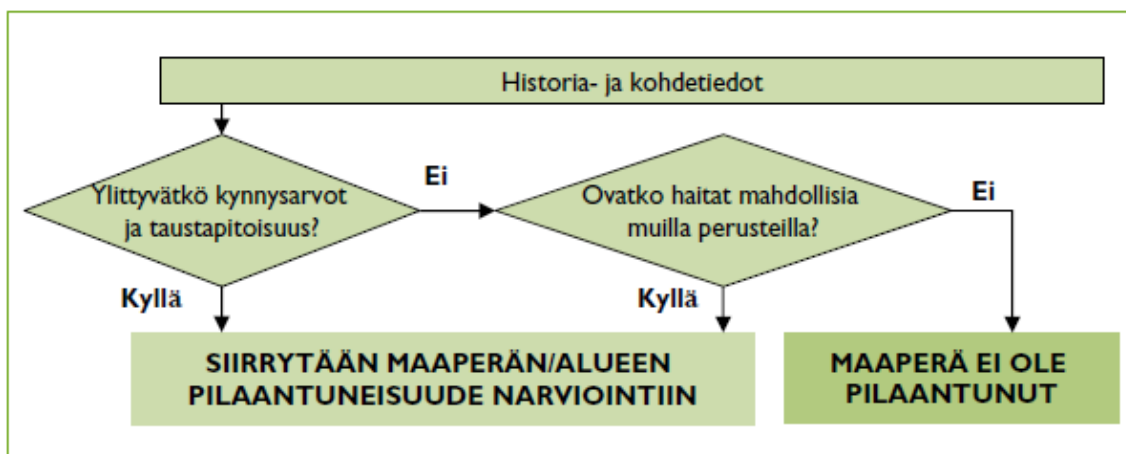 Historia- ja kohdetiedot
Ylittyvätkö kynnysarvot
ja taustapitoisuus?
Ei
Ovatko haitat mahdollisia
muilla perusteilla?
Ei
Kyllä
Kyllä
SIIRRYTÄÄN MAAPERÄN/ALUEEN
PILAANTUNEISUUDE NARVIOINTIIN
MAAPERÄ EI OLE
PILAANTUNUT